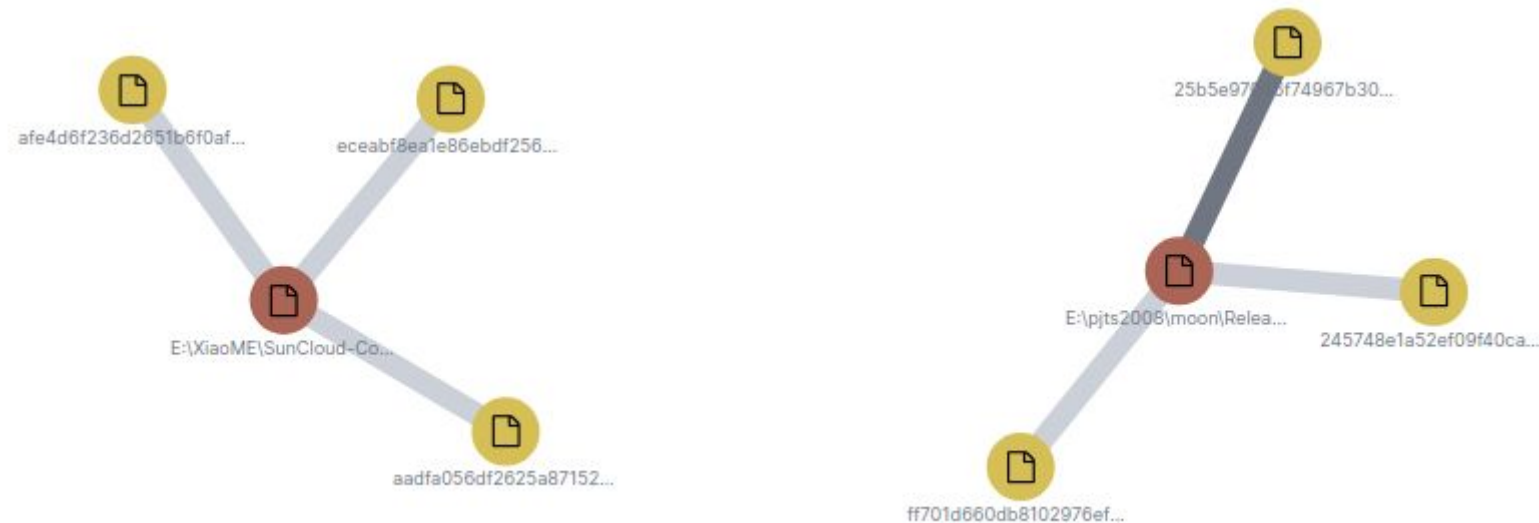 afe4d6f236d2651b6f0af...
eceabf8ea1e86ebdf256...
E:\XiaoME\SunCloud-Co...
aadfa056df2625a87152...
E:\pjts2008\moon\Relea...
245748e1a52ef09f40ca...
ff701d660db8102976ef...